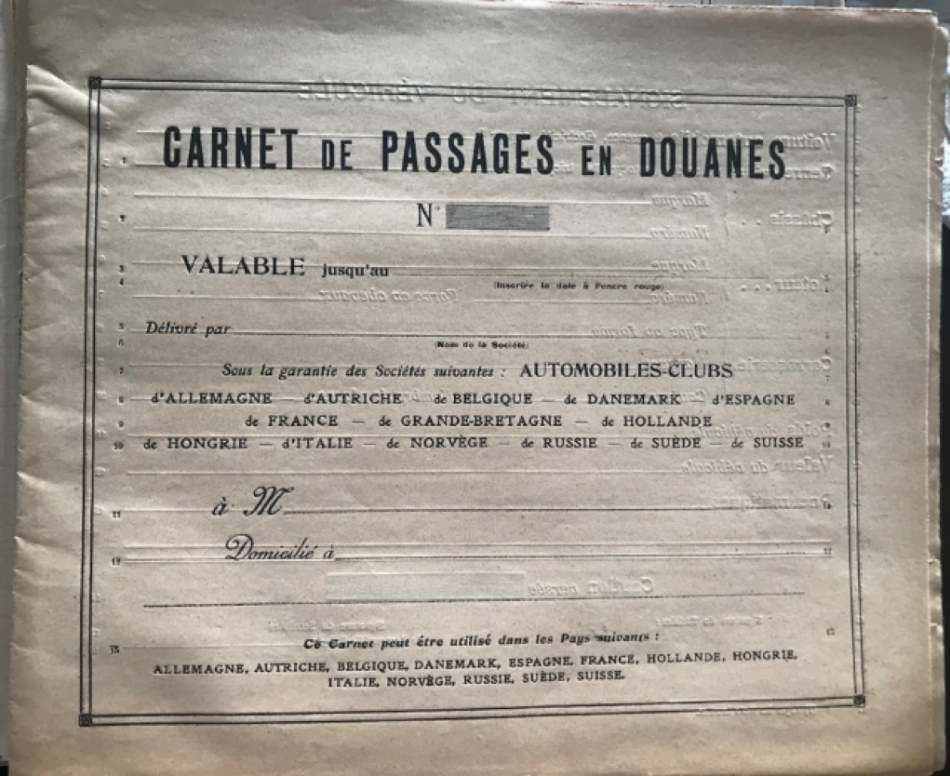 CARNET DE PASSAGES EN DOUANES
N°
VALABLE jusqu'au
(Inscrire la date à l'encre rouge)
Délivré par
(Nom de la Société)
Sous la garantie des Sociétés suivantes : AUTOMOBILES-CLUBS
d'ALLEMAGNE — d'AUTRICHE — de BELGIQUE — de DANEMARK — d'ESPAGNE
de FRANCE — de GRANDE-BRETAGNE — de HOLLANDE
de HONGRIE — d'ITALIE — de NORVÈGE — de RUSSIE — de SUÈDE — de SUISSE
à M
Domicilié à
Ce Carnet peut être utilisé dans les Pays suivants :
ALLEMAGNE, AUTRICHE, BELGIQUE, DANEMARK, ESPAGNE, FRANCE, HOLLANDE, HONGRIE,
ITALIE, NORVÈGE, RUSSIE, SUÈDE, SUISSE.